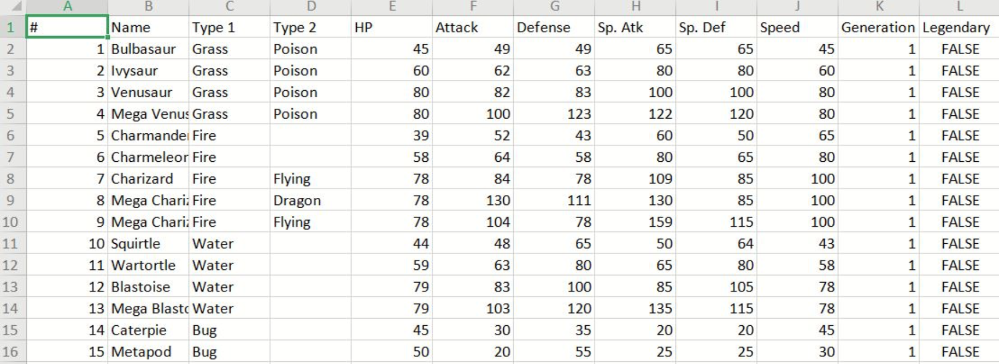 A B C D E F G H I J K L
1 # Name Type 1 Type 2 HP Attack Defense Sp. Atk Sp. Def Speed Generation Legendary
2 1 Bulbasaur Grass Poison 45 49 49 65 65 45 1 FALSE
3 2 Ivysaur Grass Poison 60 62 63 80 80 60 1 FALSE
4 3 Venusaur Grass Poison 80 82 83 100 100 80 1 FALSE
5 4 Mega Venus Grass Poison 80 100 123 122 120 80 1 FALSE
6 5 Charmander Fire 39 52 43 60 50 65 1 FALSE
7 6 Charmeleon Fire 58 64 58 80 65 80 1 FALSE
8 7 Charizard Fire Flying 78 84 78 109 85 100 1 FALSE
9 8 Mega Chariz Fire Dragon 78 130 111 130 85 100 1 FALSE
10 9 Mega Chariz Fire Flying 78 104 78 159 115 100 1 FALSE
11 10 Squirtle Water 44 48 65 50 64 43 1 FALSE
12 11 Wartortle Water 59 63 80 65 80 58 1 FALSE
13 12 Blastoise Water 79 83 100 85 105 78 1 FALSE
14 13 Mega Blasto Water 79 103 120 135 115 78 1 FALSE
15 14 Caterpie Bug 45 30 35 20 20 45 1 FALSE
16 15 Metapod Bug 50 20 55 25 25 30 1 FALSE